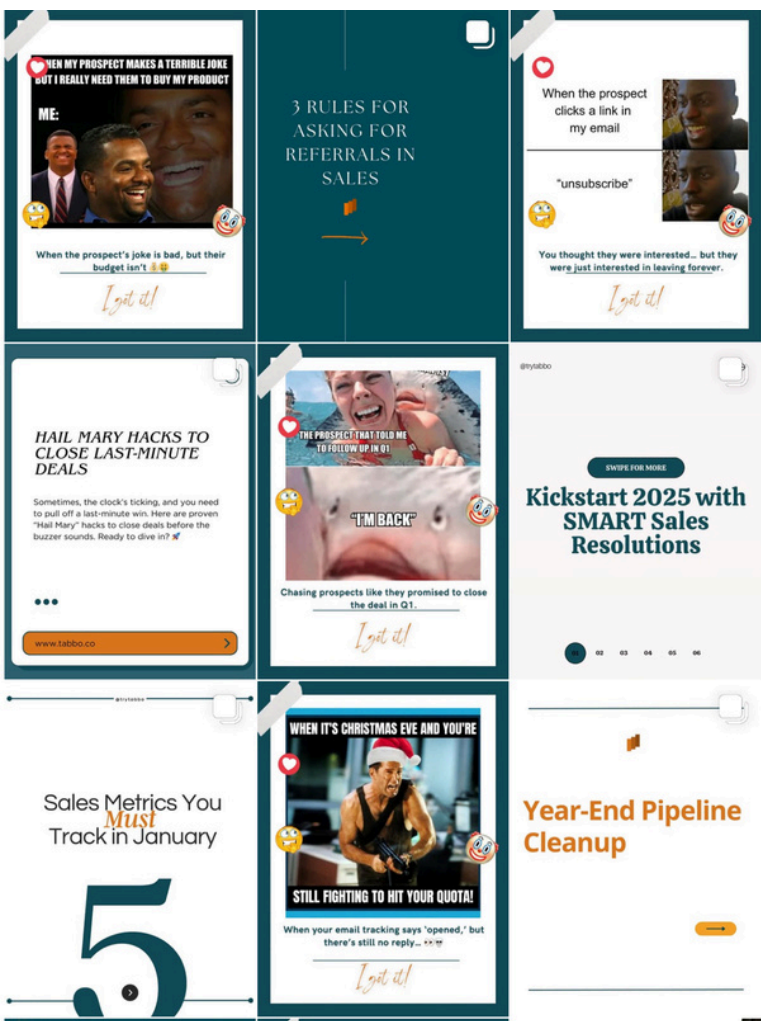 WHEN MY PROSPECT MAKES A TERRIBLE JOKE
BUT I REALLY NEED THEM TO BUY MY PRODUCT
ME:
When the prospect's joke is bad, but their
budget isn't
I got it!
3 RULES FOR
ASKING FOR
REFERRALS IN
SALES
When the prospect
clicks a link in
my email
"unsubscribe"
You thought they were interested... but they
were just interested in leaving forever.
I got it!
HAIL MARY HACKS TO
CLOSE LAST-MINUTE
DEALS
Sometimes, the clock's ticking, and you need
to pull off a last-minute win. Here are proven
"Hail Mary" hacks to close deals before the
buzzer sounds. Ready to dive in? 🚀
www.tabbo.co
THE PROSPECT THAT TOLD ME
TO FOLLOW UP IN Q1
"I'M BACK"
Chasing prospects like they promised to close
the deal in Q1.
I got it!
@trytabbo
SWIPE FOR MORE
Kickstart 2025 with
SMART Sales
Resolutions
01 02 03 04 05 06
@trytabbo
Sales Metrics You
Must
Track in January
5
WHEN IT'S CHRISTMAS EVE AND YOU'RE
STILL FIGHTING TO HIT YOUR QUOTA!
When your email tracking says 'opened,' but
there's still no reply... 👀💀
I got it!
Year-End Pipeline
Cleanup